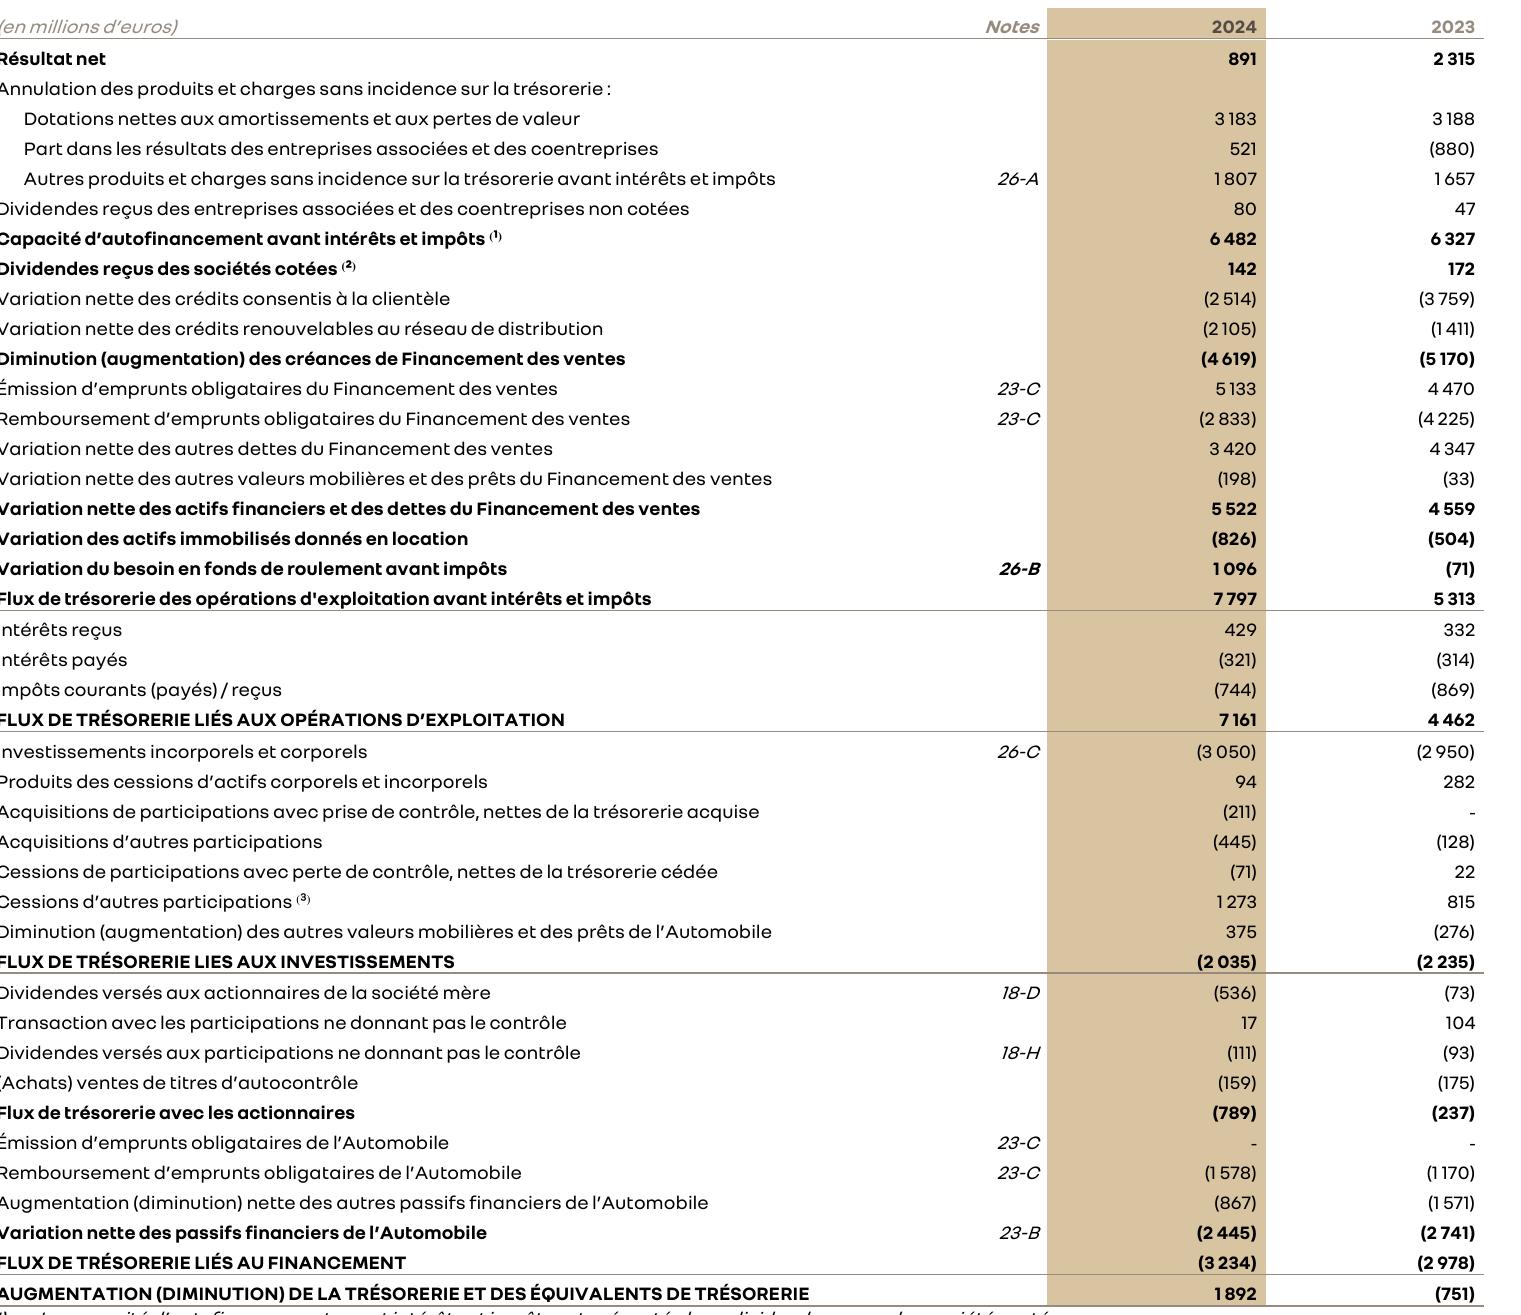 (en millions d’euros) Notes 2024 2023
Résultat net 891 2 315
Annulation des produits et charges sans incidence sur la trésorerie :
Dotations nettes aux amortissements et aux pertes de valeur 3 183 3 188
Part dans les résultats des entreprises associées et des coentreprises 521 (880)
Autres produits et charges sans incidence sur la trésorerie avant intérêts et impôts 26-A 1 807 1 657
Dividendes reçus des entreprises associées et des coentreprises non cotées 80 47
Capacité d’autofinancement avant intérêts et impôts (1) 6 482 6 327
Dividendes reçus des sociétés cotées (2) 142 172
Variation nette des crédits consentis à la clientèle (2 514) (3 759)
Variation nette des crédits renouvelables au réseau de distribution (2 105) (1 411)
Diminution (augmentation) des créances de Financement des ventes (4 619) (5 170)
Émission d’emprunts obligataires du Financement des ventes 23-C 5 133 4 470
Remboursement d’emprunts obligataires du Financement des ventes 23-C (2 833) (4 225)
Variation nette des autres dettes du Financement des ventes 3 420 4 347
Variation nette des autres valeurs mobilières et des prêts du Financement des ventes (198) (33)
Variation nette des actifs financiers et des dettes du Financement des ventes 5 522 4 559
Variation des actifs immobilisés donnés en location (826) (504)
Variation du besoin en fonds de roulement avant impôts 26-B 1 096 (71)
Flux de trésorerie des opérations d'exploitation avant intérêts et impôts 7 797 5 313
ntérêts reçus 429 332
ntérêts payés (321) (314)
mpôts courants (payés) / reçus (744) (869)
FLUX DE TRÉSORERIE LIÉS AUX OPÉRATIONS D’EXPLOITATION 7 161 4 462
nvestissements incorporels et corporels 26-C (3 050) (2 950)
Produits des cessions d’actifs corporels et incorporels 94 282
Acquisitions de participations avec prise de contrôle, nettes de la trésorerie acquise (211) -
Acquisitions d’autres participations (445) (128)
Cessions de participations avec perte de contrôle, nettes de la trésorerie cédée (71) 22
Cessions d’autres participations (3) 1 273 815
Diminution (augmentation) des autres valeurs mobilières et des prêts de l’Automobile 375 (276)
FLUX DE TRÉSORERIE LIES AUX INVESTISSEMENTS (2 035) (2 235)
Dividendes versés aux actionnaires de la société mère 18-D (536) (73)
Transaction avec les participations ne donnant pas le contrôle 17 104
Dividendes versés aux participations ne donnant pas le contrôle 18-H (111) (93)
(Achats) ventes de titres d’autocontrôle (159) (175)
Flux de trésorerie avec les actionnaires (789) (237)
Émission d’emprunts obligataires de l’Automobile 23-C - -
Remboursement d’emprunts obligataires de l’Automobile 23-C (1 578) (1 170)
Augmentation (diminution) nette des autres passifs financiers de l’Automobile (867) (1 571)
Variation nette des passifs financiers de l’Automobile 23-B (2 445) (2 741)
FLUX DE TRÉSORERIE LIÉS AU FINANCEMENT (3 234) (2 978)
AUGMENTATION (DIMINUTION) DE LA TRÉSORERIE ET DES ÉQUIVALENTS DE TRÉSORERIE 1 892 (751)